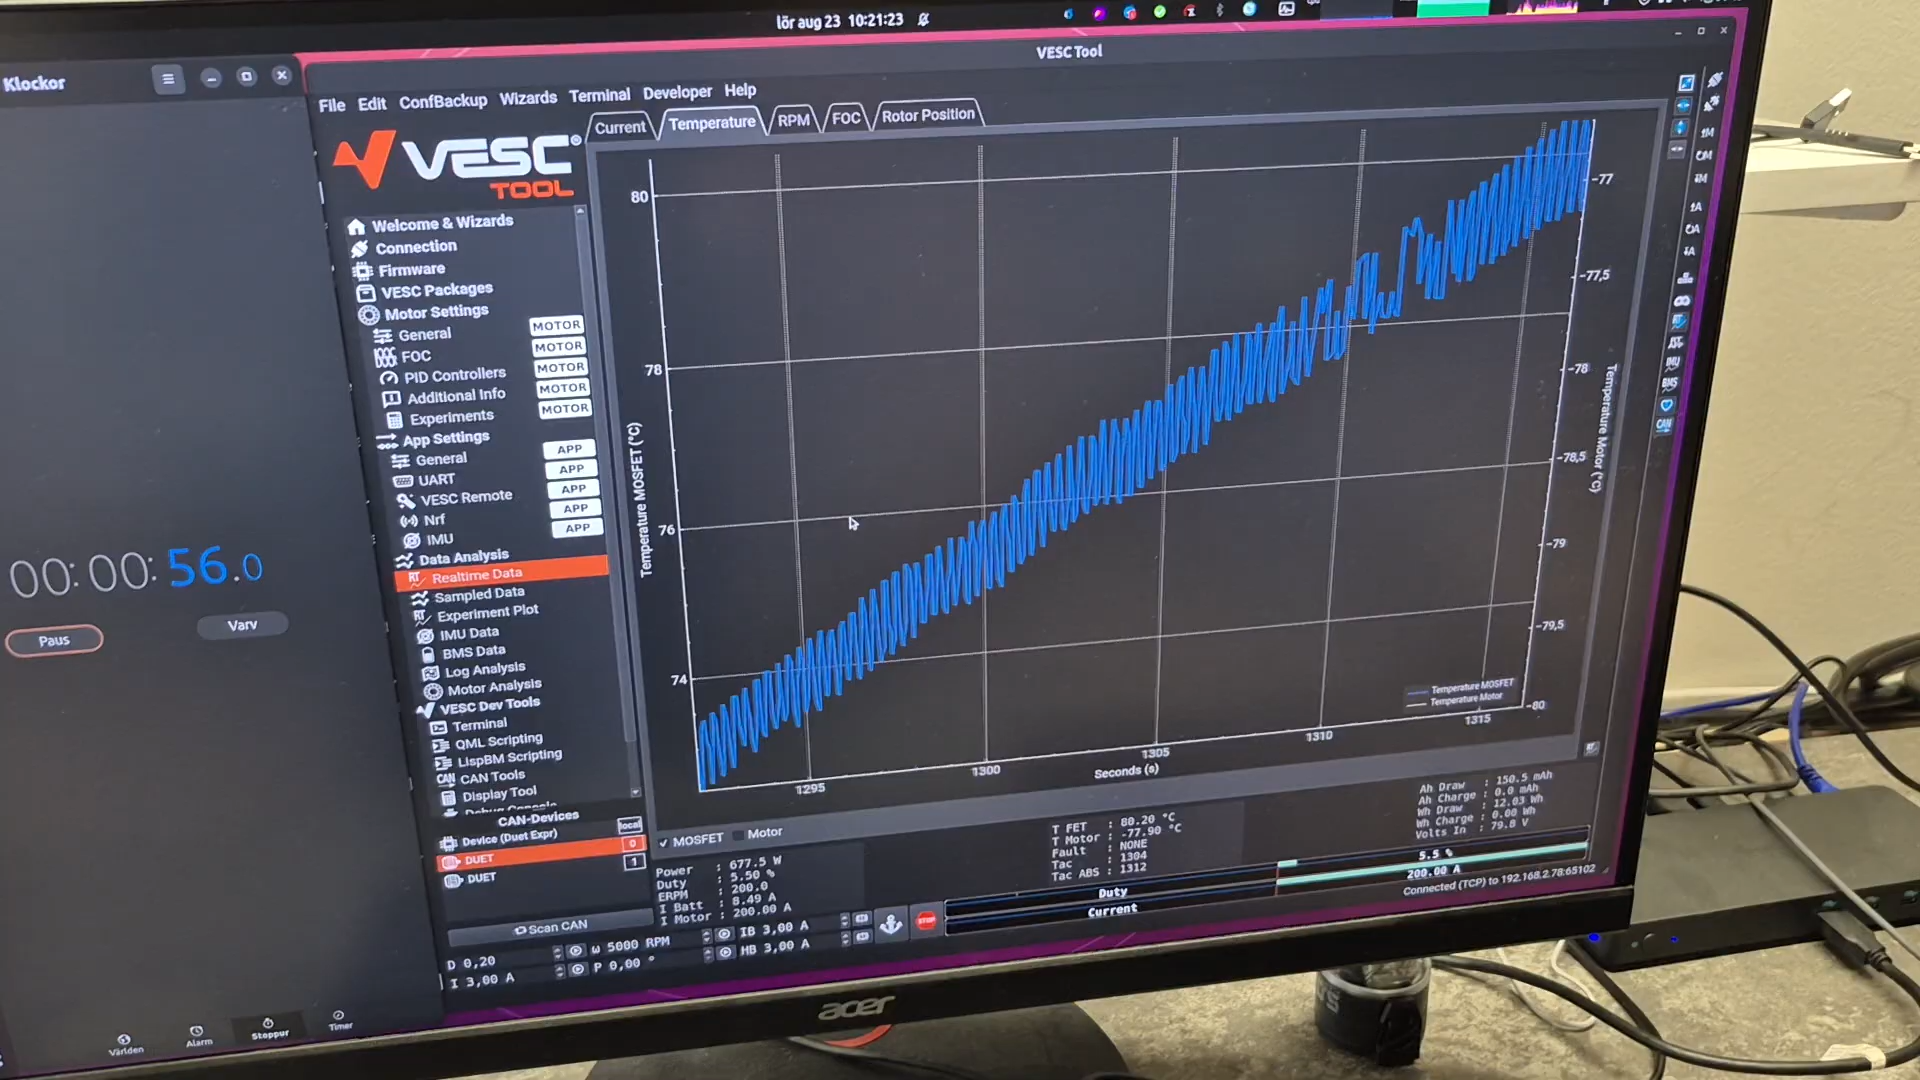 lör aug 23 10:21:23
Klockor
VESC Tool
File Edit ConfBackup Wizards Terminal Developer Help
Current Temperature RPM FOC Rotor Position
VESC®
TOOL
Welcome & Wizards
Connection
Firmware
VESC Packages
Motor Settings
General MOTOR
FOC MOTOR
PID Controllers MOTOR
Additional Info MOTOR
Experiments MOTOR
App Settings
General APP
UART APP
VESC Remote APP
Nrf APP
IMU APP
Data Analysis
Realtime Data
Sampled Data
Experiment Plot
IMU Data
BMS Data
Log Analysis
Motor Analysis
VESC Dev Tools
Terminal
QML Scripting
LispBM Scripting
CAN Tools
Display Tool
Debug Console
CAN-Devices
Device (Duet Expr) local
DUET 0
DUET 1
Scan CAN
00:00:56.0
Paus
Varv
Världen
Alarm
Stoppur
Timer
Temperature MOSFET (°C)
80
78
76
74
1295
1300
1305
1310
1315
Seconds (s)
-77
-77,5
-78
-78,5
-79
-79,5
-80
Temperature Motor (°C)
Temperature MOSFET
Temperature Motor
MOSFET Motor
Power : 677.5 W
Duty : 5.50 %
ERPM : 200.0
I Batt : 8.49 A
I Motor : 200.00 A
T FET : 80.20 °C
T Motor : -77.90 °C
Fault : NONE
Tac : 1304
Tac ABS : 1312
Ah Draw : 150.5 mAh
Ah Charge : 0.0 mAh
Wh Draw : 12.03 Wh
Wh Charge : 0.00 Wh
Volts In : 79.8 V
Duty 5.5 %
Current 200.00 A
Connected (TCP) to 192.168.2.78:65102
D 0,20
ω 5000 RPM
IB 3,00 A
I 3,00 A
P 0,00 °
HB 3,00 A
STOP
acer